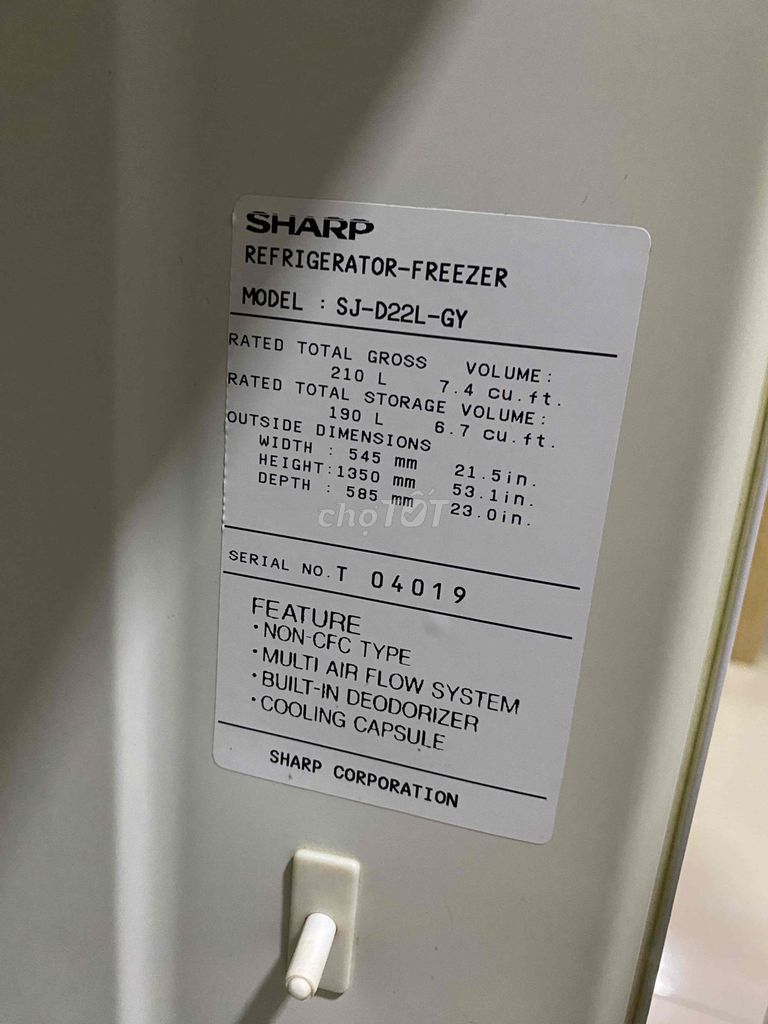 SHARP
REFRIGERATOR-FREEZER
MODEL : SJ-D22L-GY
RATED TOTAL GROSS VOLUME:
210 L 7.4 cu.ft.
RATED TOTAL STORAGE VOLUME:
190 L 6.7 cu.ft.
OUTSIDE DIMENSIONS
WIDTH : 545 mm 21.5in.
HEIGHT:1350 mm 53.1in.
DEPTH : 585 mm 23.0in.
chợTỐT
SERIAL NO.T 04019
FEATURE
·NON-CFC TYPE
·MULTI AIR FLOW SYSTEM
·BUILT-IN DEODORIZER
·COOLING CAPSULE
SHARP CORPORATION